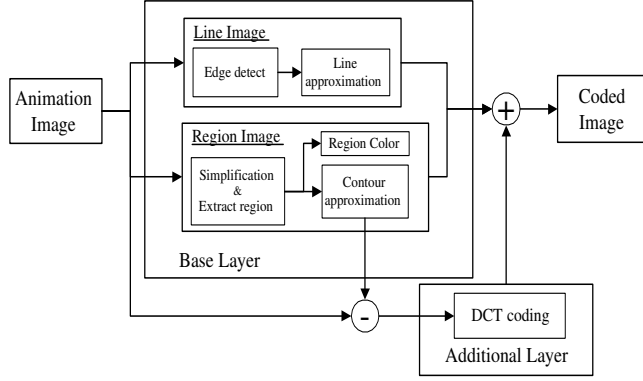 Line Image
Edge detect
Line
approximation
Animation
Image
+
Coded
Image
Region Image
Region Color
Simplification
&
Extract region
Contour
approximation
Base Layer
-
DCT coding
Additional Layer